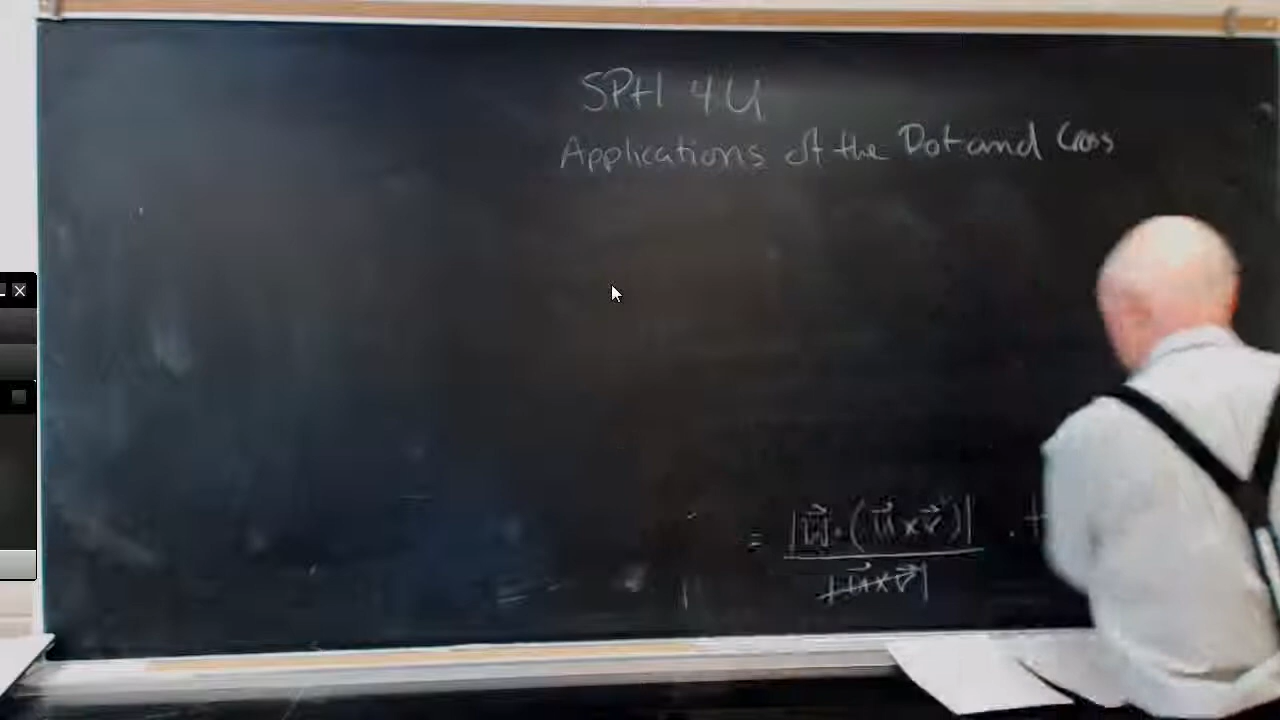 SPH 4U
Applications of the Dot and Cross
= |w⃗·(u⃗×v⃗)| ·
|u⃗×v⃗|